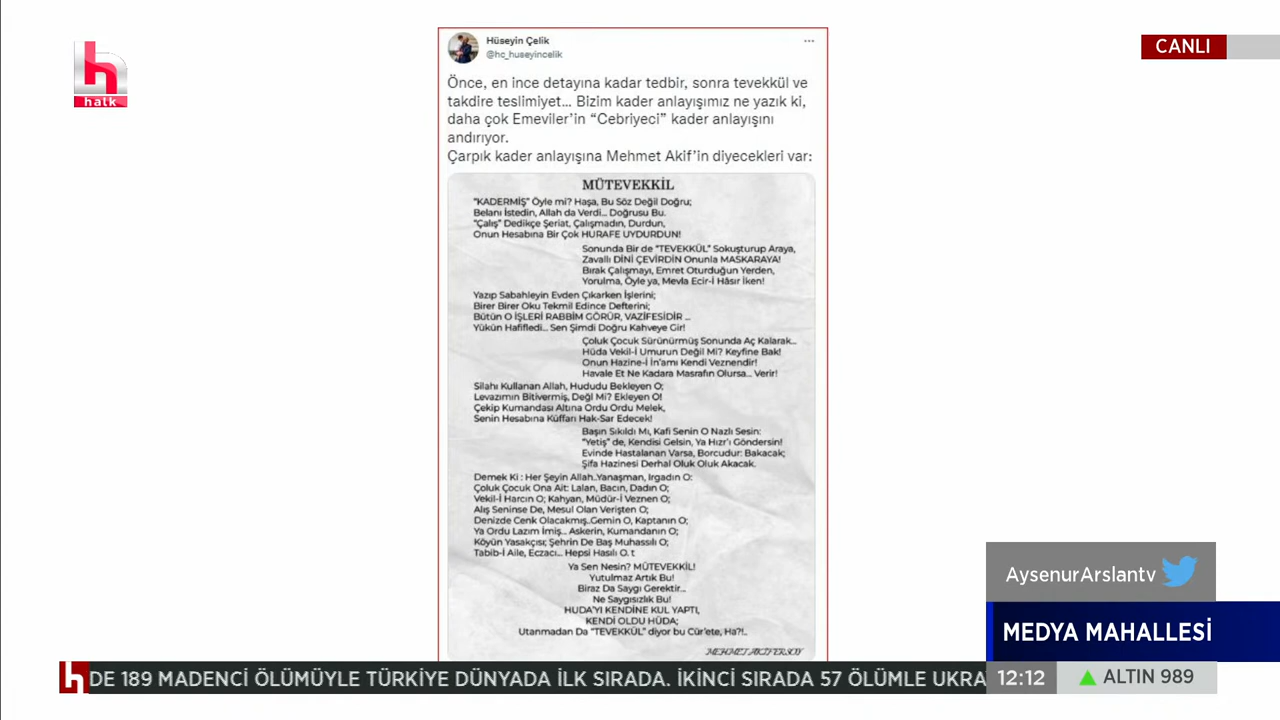 halk
CANLI
Hüseyin Çelik
@hc_huseyincelik
Önce, en ince detayına kadar tedbir, sonra tevekkül ve
takdire teslimiyet... Bizim kader anlayışımız ne yazık ki,
daha çok Emeviler'in “Cebriyeci” kader anlayışını
andırıyor.
Çarpık kader anlayışına Mehmet Akif'in diyecekleri var:
MÜTEVEKKİL
"KADERMİŞ" Öyle mi? Haşa, Bu Söz Değil Doğru;
Belanı İstedin, Allah da Verdi... Doğrusu Bu.
"Çalış" Dedikçe Şeriat, Çalışmadın, Durdun,
Onun Hesabına Bir Çok HURAFE UYDURDUN!
Sonunda Bir de "TEVEKKÜL" Sokuşturup Araya,
Zavallı DİNİ ÇEVİRDİN Onunla MASKARAYA!
Bırak Çalışmayı, Emret Oturduğun Yerden,
Yorulma, Öyle ya, Mevla Ecir-i Hâsır İken!
Yazıp Sabahleyin Evden Çıkarken İşlerini;
Birer Birer Oku Tekmil Edince Defterini;
Bütün O İŞLERİ RABBİM GÖRÜR, VAZİFESİDİR ...
Yükün Hafifledi... Sen Şimdi Doğru Kahveye Gir!
Çoluk Çocuk Sürünürmüş Sonunda Aç Kalarak...
Hüda Vekil-İ Umurun Değil Mi? Keyfine Bak!
Onun Hazine-İ İn'amı Kendi Veznendir!
Havale Et Ne Kadara Masrafın Olursa... Verir!
Silahı Kullanan Allah, Hududu Bekleyen O;
Levazımın Bitivermiş, Değl Mi? Ekleyen O!
Çekip Kumandası Altına Ordu Ordu Melek,
Senin Hesabına Küffarı Hak-Sar Edecek!
Başın Sıkıldı Mı, Kafi Senin O Nazlı Sesin:
"Yetiş" de, Kendisi Gelsin, Ya Hızr'ı Göndersin!
Evinde Hastalanan Varsa, Borcudur: Bakacak;
Şifa Hazinesi Derhal Oluk Oluk Akacak.
Demek Ki : Her Şeyin Allah..Yanaşman, Irgadın O:
Çoluk Çocuk Ona Ait: Lalan, Bacın, Dadın O;
Vekil-İ Harcın O; Kahyan, Müdür-İ Veznen O;
Alış Seninse De, Mesul Olan Verişten O;
Denizde Cenk Olacakmış..Gemin O, Kaptanın O;
Ya Ordu Lazım İmiş... Askerin, Kumandanın O;
Köyün Yasakçısı; Şehrin De Baş Muhassılı O;
Tabib-İ Aile, Eczacı... Hepsi Hasılı O. t
Ya Sen Nesin? MÜTEVEKKİL!
Yutulmaz Artık Bu!
Biraz Da Saygı Gerektir...
Ne Saygısızlık Bu!
HUDA'YI KENDİNE KUL YAPTI,
KENDİ OLDU HÜDA;
Utanmadan Da "TEVEKKÜL" diyor bu Cür'ete, Ha?!..
MEHMET AKİF ERSOY
AysenurArslantv
MEDYA MAHALLESİ
DE 189 MADENCİ ÖLÜMÜYLE TÜRKİYE DÜNYADA İLK SIRADA. İKİNCİ SIRADA 57 ÖLÜMLE UKRA
12:12
ALTIN 989